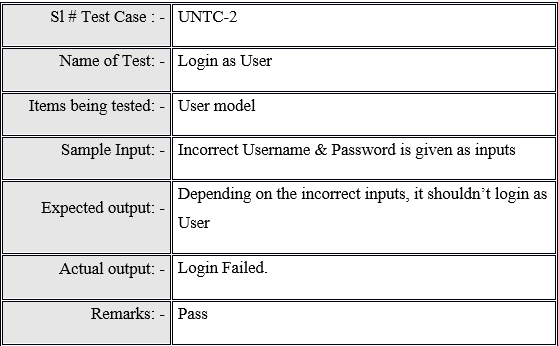 Sl # Test Case : - UNTC-2
Name of Test: - Login as User
Items being tested: - User model
Sample Input: - Incorrect Username & Password is given as inputs
Expected output: - Depending on the incorrect inputs, it shouldn’t login as
User
Actual output: - Login Failed.
Remarks: - Pass